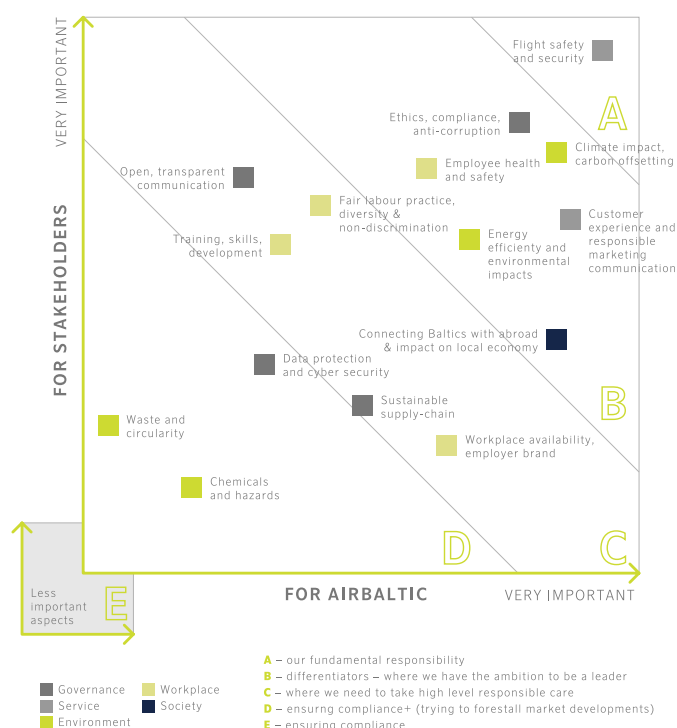 VERY IMPORTANT
FOR STAKEHOLDERS
Flight safety
and security
A
Ethics, compliance,
anti-corruption
Climate impact,
carbon offsetting
Employee health
and safety
Open, transparent
communication
Fair labour practice,
diversity &
non-discrimination
Customer
experience and
responsible
marketing
communication
Training, skills,
development
Energy
efficienty and
environmental
impacts
Connecting Baltics with abroad
& impact on local economy
Data protection
and cyber security
B
Sustainable
supply-chain
Waste and
circularity
Workplace availability,
employer brand
Chemicals
and hazards
D
C
Less
important
aspects
E
FOR AIRBALTIC
VERY IMPORTANT
Governance
Service
Environment
Workplace
Society
A – our fundamental responsibility
B – differentiators – where we have the ambition to be a leader
C – where we need to take high level responsible care
D – ensurng compliance+ (trying to forestall market developments)
E – ensuring compliance